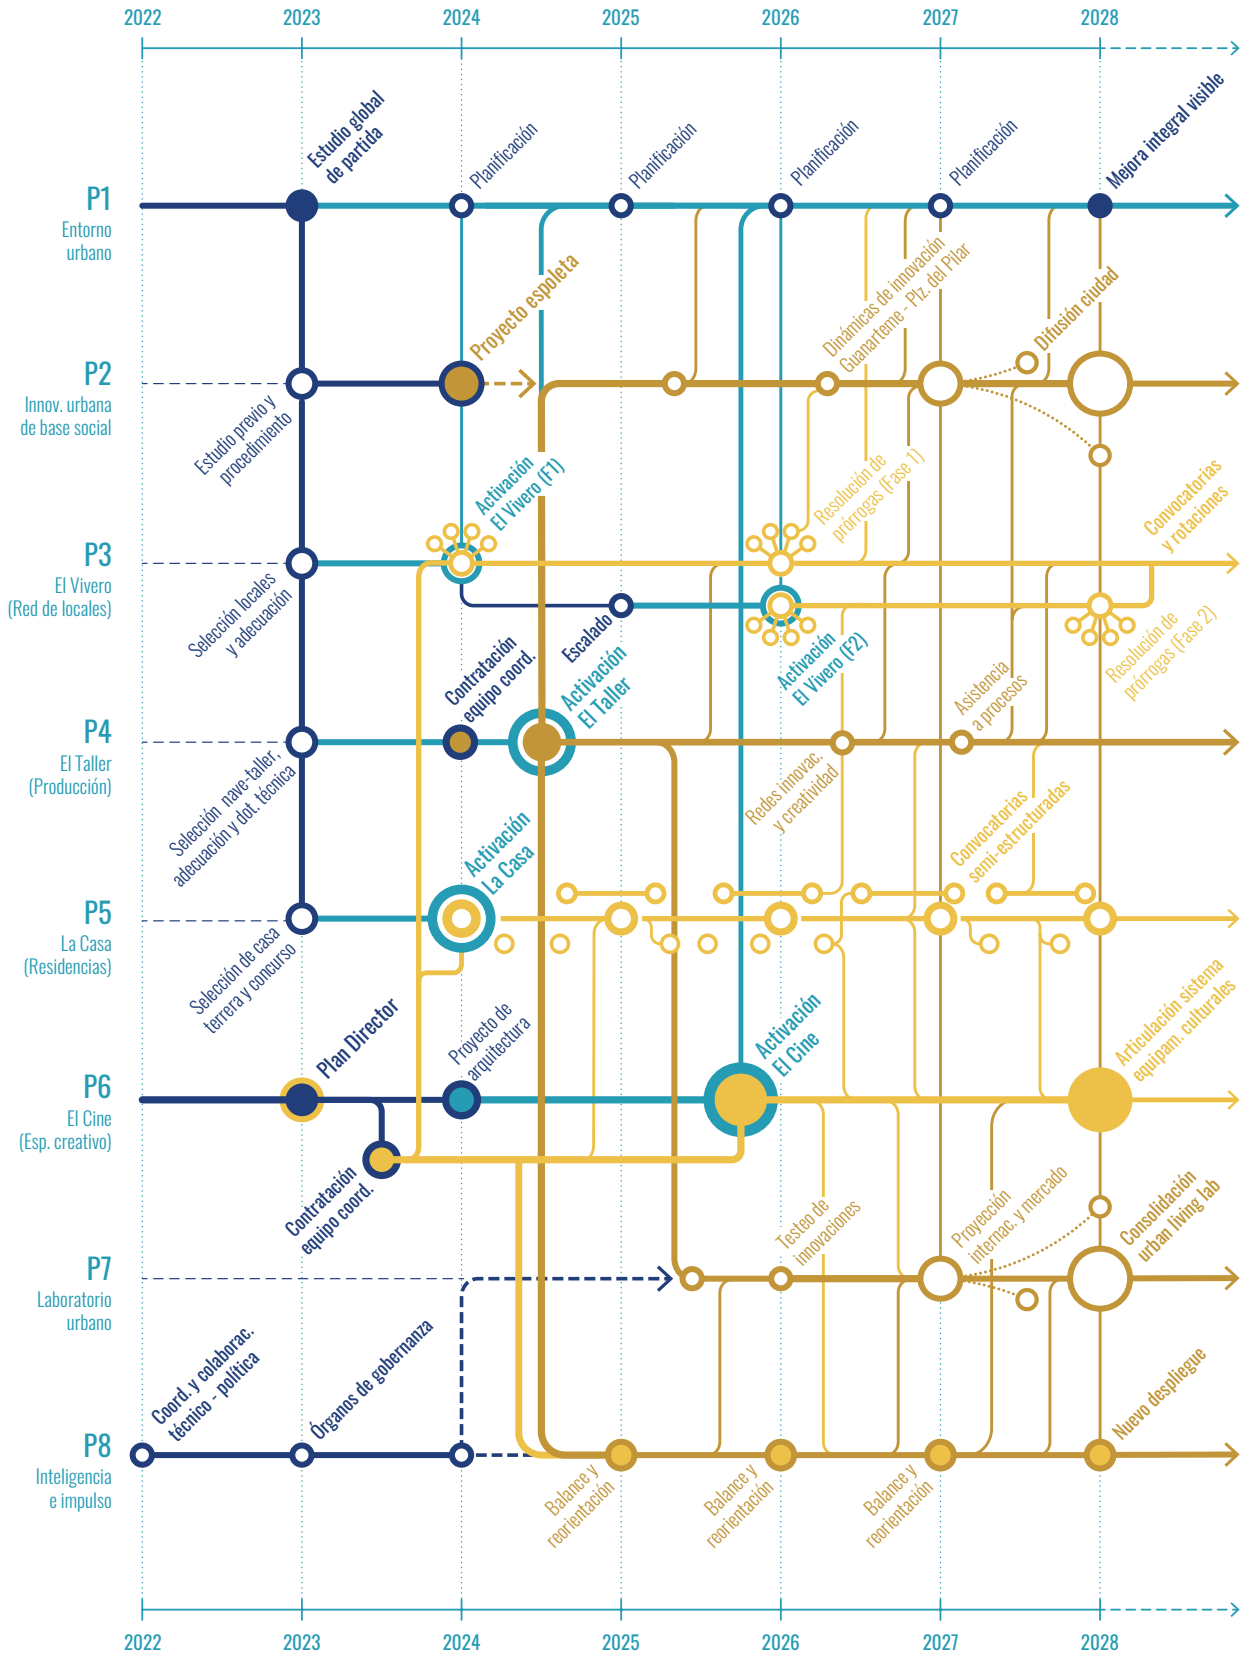 2022
2023
2024
2025
2026
2027
2028
Estudio global
de partida
Planificación
Planificación
Planificación
Planificación
Mejora integral visible
P1
Entorno
urbano
Proyecto espoleta
Dinámicas de innovación
Guanarteme - Plz. del Pilar
Difusión ciudad
P2
Innov. urbana
de base social
Estudio previo y
procedimiento
Activación
El Vivero (F1)
Resolución de
prórrogas (Fase 1)
Convocatorias
y rotaciones
P3
El Vivero
(Red de locales)
Selección locales
y adecuación
Escalado
Activación
El Vivero (F2)
Resolución de
prórrogas (Fase 2)
Contratación
equipo coord.
Activación
El Taller
Asistencia
a procesos
P4
El Taller
(Producción)
Selección nave-taller,
adecuación y dot. técnica
Redes innovac.
y creatividad
Activación
La Casa
Convocatorias
semi-estructuradas
P5
La Casa
(Residencias)
Selección de casa
terrera y concurso
Plan Director
Proyecto de
arquitectura
Activación
El Cine
Articulación sistema
equipam. culturales
P6
El Cine
(Esp. creativo)
Contratación
equipo coord.
Testeo de
innovaciones
Proyección
internac. y mercado
Consolidación
urban living lab
P7
Laboratorio
urbano
Coord. y colaborac.
técnico - política
Órganos de gobernanza
Nuevo despliegue
P8
Inteligencia
e impulso
Balance y
reorientación
Balance y
reorientación
Balance y
reorientación
2022
2023
2024
2025
2026
2027
2028